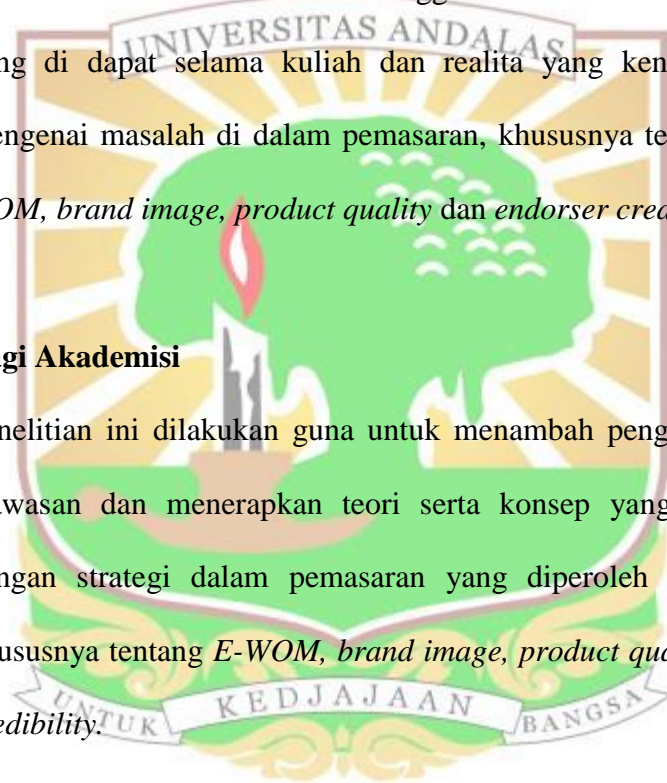 ngg
UNIVERSITAS ANDALAS
ng di dapat selama kuliah dan realita yang ken
engenai masalah di dalam pemasaran, khususnya te
OM, brand image, product quality dan endorser cred
agi Akademisi
nelitian ini dilakukan guna untuk menambah peng
awasan dan menerapkan teori serta konsep yang
ngan strategi dalam pemasaran yang diperoleh
ususnya tentang E-WOM, brand image, product qua
edibility.
UNTUK KEDJAJAAN BANGSA